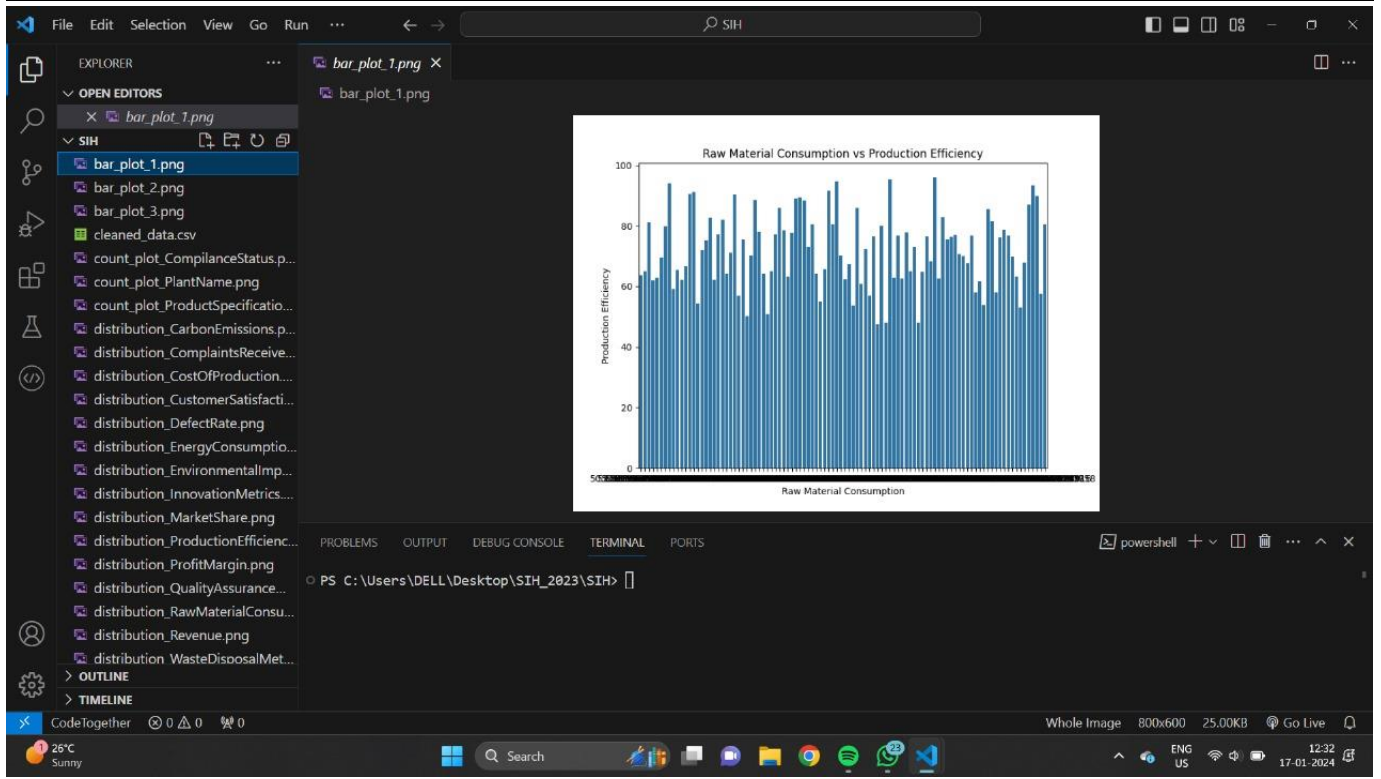 File Edit Selection View Go Run ··· SIH
EXPLORER ···
OPEN EDITORS
bar_plot_1.png
SIH
bar_plot_1.png
bar_plot_2.png
bar_plot_3.png
cleaned_data.csv
count_plot_CompilanceStatus.p...
count_plot_PlantName.png
count_plot_ProductSpecificatio...
distribution_CarbonEmissions.p...
distribution_ComplaintsReceive...
distribution_CostOfProduction....
distribution_CustomerSatisfacti...
distribution_DefectRate.png
distribution_EnergyConsumptio...
distribution_EnvironmentalImp...
distribution_InnovationMetrics....
distribution_MarketShare.png
distribution_ProductionEfficienc...
distribution_ProfitMargin.png
distribution_QualityAssurance...
distribution_RawMaterialConsu...
distribution_Revenue.png
distribution_WasteDisposalMet...
OUTLINE
TIMELINE
bar_plot_1.png
bar_plot_1.png
Raw Material Consumption vs Production Efficiency
Production Efficiency
100
80
60
40
20
0
Raw Material Consumption
PROBLEMS OUTPUT DEBUG CONSOLE TERMINAL PORTS
powershell
PS C:\Users\DELL\Desktop\SIH_2023\SIH>
CodeTogether 0 0 0
Whole Image 800x600 25.00KB Go Live
1
26°C
Sunny
Search
23
ENG
US
12:32
17-01-2024